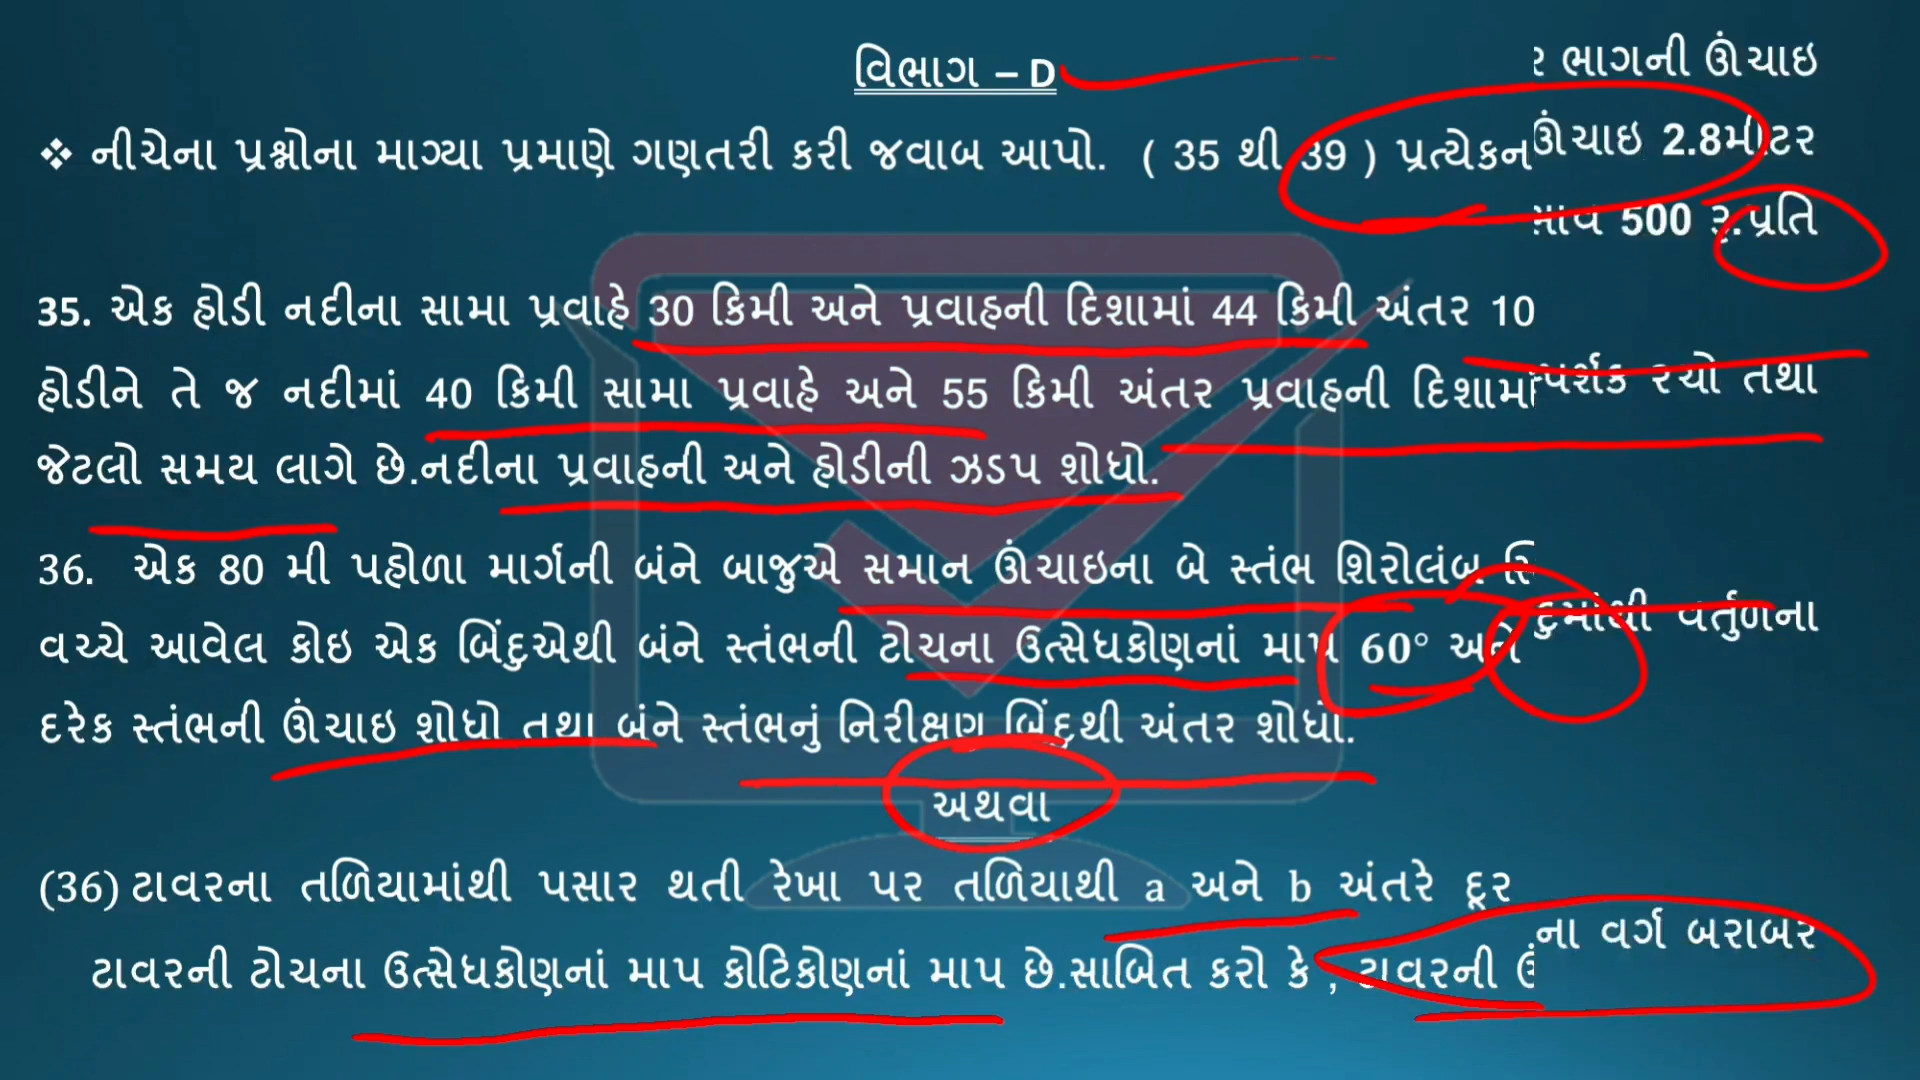 વિભાગ – D
❖ નીચેના પ્રશ્નોના માગ્યા પ્રમાણે ગણતરી કરી જવાબ આપો. ( 35 થી 39 )
ભાગની ઊંચાઇ
ઊંચાઇ 2.8મીટર
500 રૂ.પ્રતિ
35. એક હોડી નદીના સામા પ્રવાહે 30 કિમી અને પ્રવાહની દિશામાં 44 કિમી અંતર 10
હોડીને તે જ નદીમાં 40 કિમી સામા પ્રવાહે અને 55 કિમી અંતર પ્રવાહની
રચો તથા
જેટલો સમય લાગે છે.નદીના પ્રવાહની અને હોડીની ઝડપ શોધો.
36. એક 80 મી પહોળા માર્ગની બંને બાજુએ સમાન ઊંચાઇના બે સ્તંભ શિરોલંબ
વર્તુળના
વચ્ચે આવેલ કોઇ એક બિંદુએથી બંને સ્તંભની ટોચના ઉત્સેધકોણનાં માપ 60° અને
દરેક સ્તંભની ઊંચાઇ શોધો તથા બંને સ્તંભનું નિરીક્ષણ બિંદુથી અંતર શોધો.
અથવા
(36) ટાવરના તળિયામાંથી પસાર થતી રેખા પર તળિયાથી a અને b અંતરે દૂર
ના વર્ગ બરાબર
ટાવરની ટોચના ઉત્સેધકોણનાં માપ કોટિકોણનાં માપ છે.સાબિત કરો કે , ટાવરની